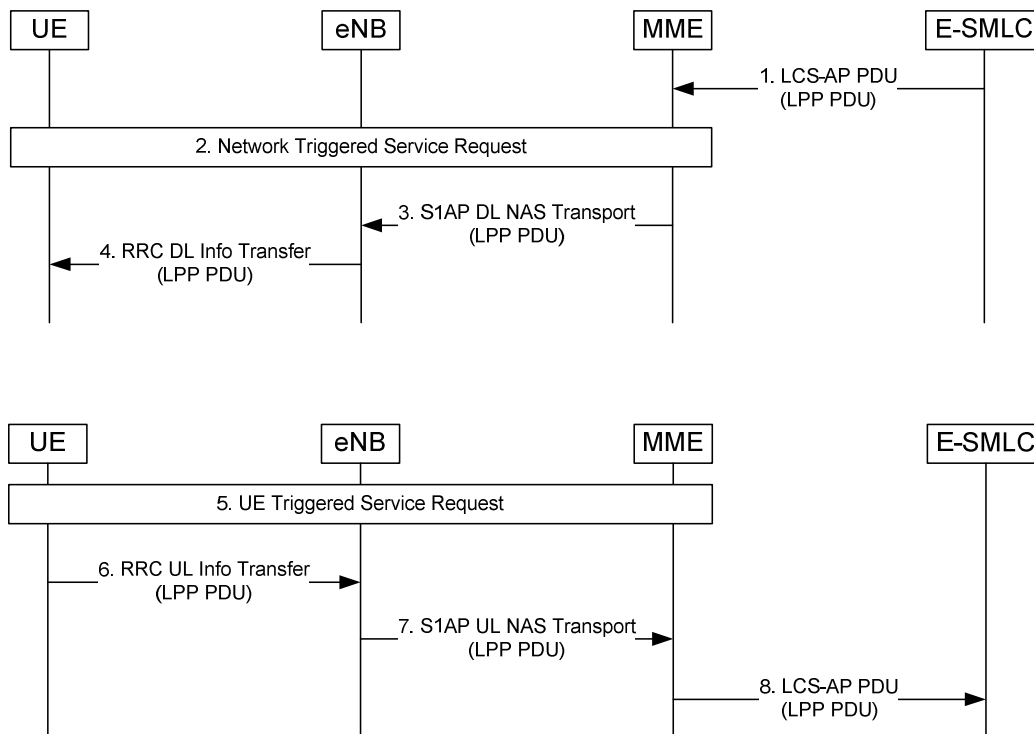 UE eNB MME E-SMLC
1. LCS-AP PDU
(LPP PDU)
2. Network Triggered Service Request
3. S1AP DL NAS Transport
(LPP PDU)
4. RRC DL Info Transfer
(LPP PDU)
UE eNB MME E-SMLC
5. UE Triggered Service Request
6. RRC UL Info Transfer
(LPP PDU)
7. S1AP UL NAS Transport
(LPP PDU)
8. LCS-AP PDU
(LPP PDU)